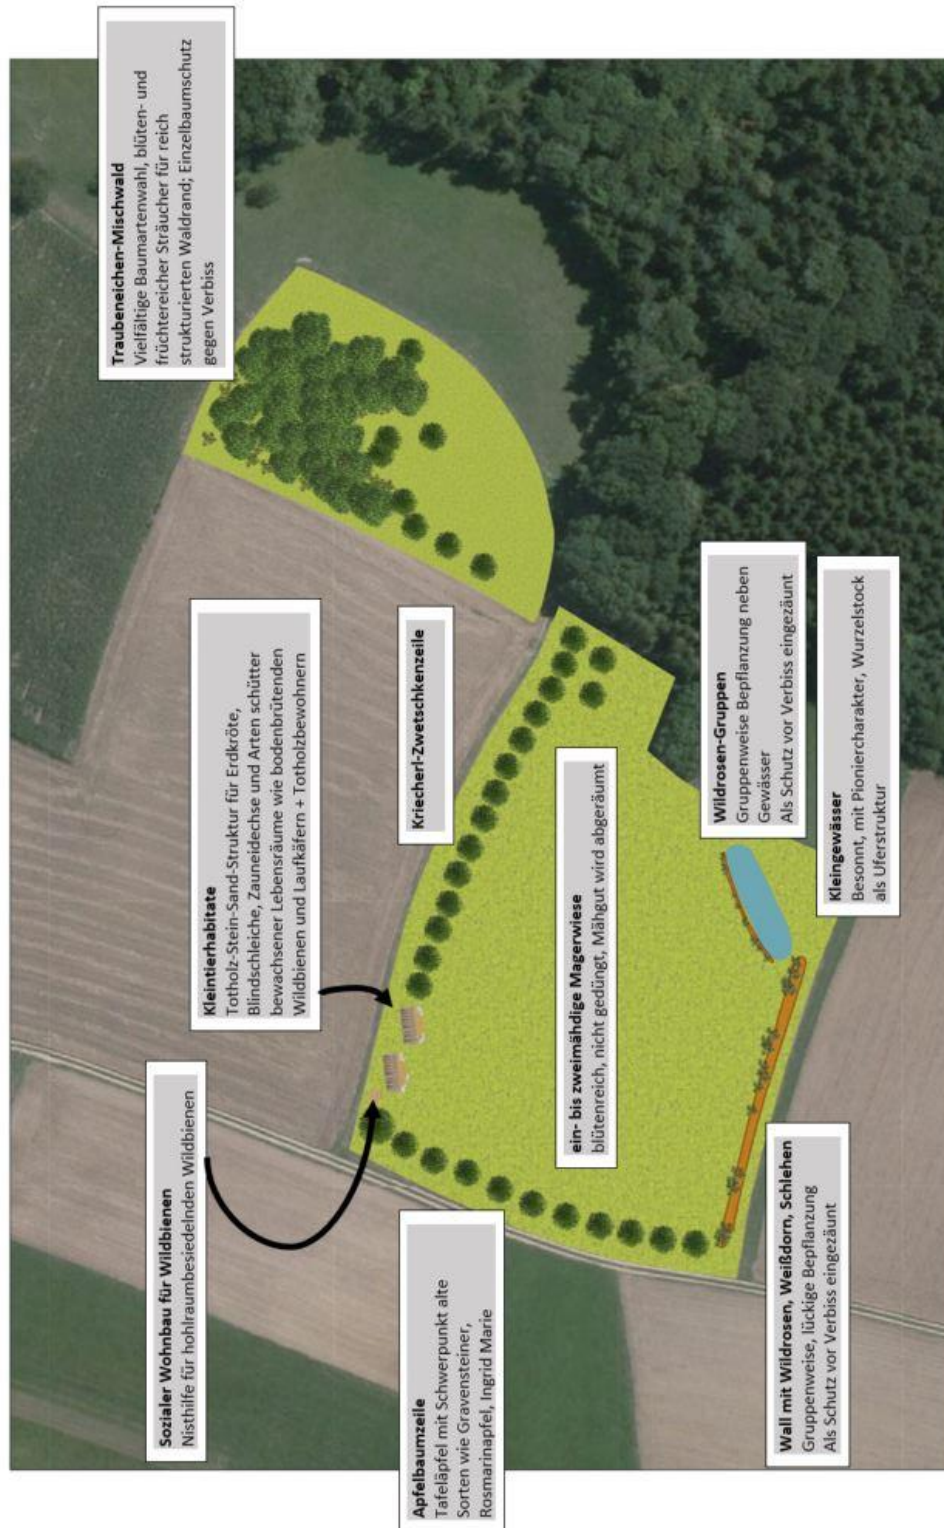 Sozialer Wohnbau für Wildbienen
Nisthilfe für hohlraumbesiedelnden Wildbienen
Kleintierhabitate
Totholz-Stein-Sand-Struktur für Erdkröte,
Blindschleiche, Zauneidechse und Arten schütter
bewachsener Lebensräume wie bodenbrütenden
Wildbienen und Laufkäfern + Totholzbewohnern
Traubeneichen-Mischwald
Vielfältige Baumartenwahl, blüten- und
früchtereicher Sträucher für reich
strukturierten Waldrand; Einzelbaumschutz
gegen Verbiss
Apfelbaumzeile
Tafeläpfel mit Schwerpunkt alte
Sorten wie Gravensteiner,
Rosmarinapfel, Ingrid Marie
Kriecherl-Zwetschkenzeile
ein- bis zweimähdige Magerwiese
blütenreich, nicht gedüngt, Mähgut wird abgeräumt
Wildrosen-Gruppen
Gruppenweise Bepflanzung neben
Gewässer
Als Schutz vor Verbiss eingezäunt
Wall mit Wildrosen, Weißdorn, Schlehen
Gruppenweise, lückige Bepflanzung
Als Schutz vor Verbiss eingezäunt
Kleingewässer
Besonnt, mit Pioniercharakter, Wurzelstock
als Uferstruktur